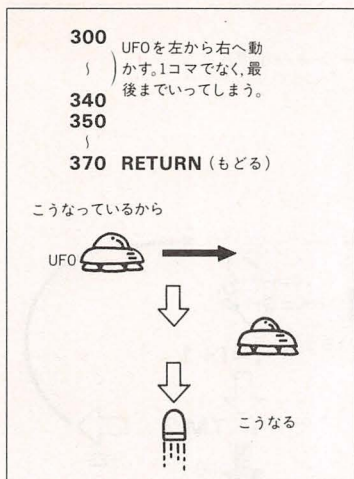 300
UFOを左から右へ動
〜
かす。1コマでなく,最
340
後までいってしまう。
350
〜
370 RETURN(もどる)
こうなっているから
UFO
こうなる